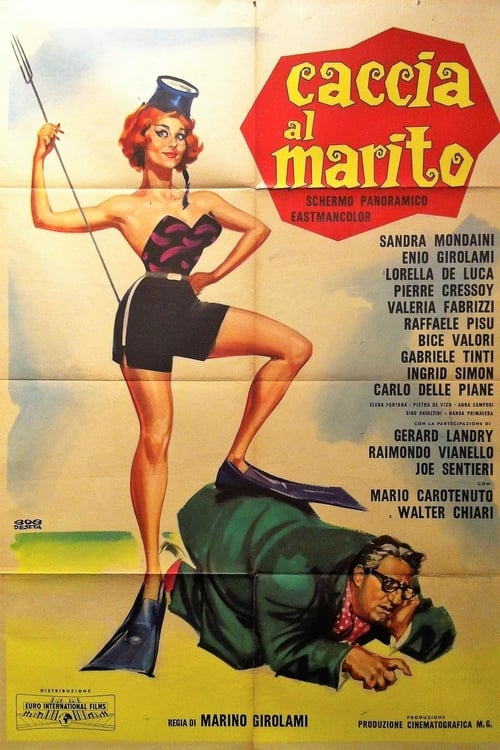 caccia
al
marito
SCHERMO PANORAMICO
EASTMANCOLOR
SANDRA MONDAINI
ENIO GIROLAMI
LORELLA DE LUCA
PIERRE CRESSOY
VALERIA FABRIZZI
RAFFAELE PISU
BICE VALORI
GABRIELE TINTI
INGRID SIMON
CARLO DELLE PIANE
ELENA FONTANA - PIETRO DE VICO - ANNA CAMPORI
GINO RAVAZZINI - NANDA PRIMAVERA
CON LA PARTECIPAZIONE DI
GERARD LANDRY
RAIMONDO VIANELLO
JOE SENTIERI
CON
MARIO CAROTENUTO
E WALTER CHIARI
DESETA
DISTRIBUZIONE
EURO INTERNATIONAL FILMS
REGIA DI MARINO GIROLAMI
PRODUZIONE
PRODUZIONE CINEMATOGRAFICA M. G.